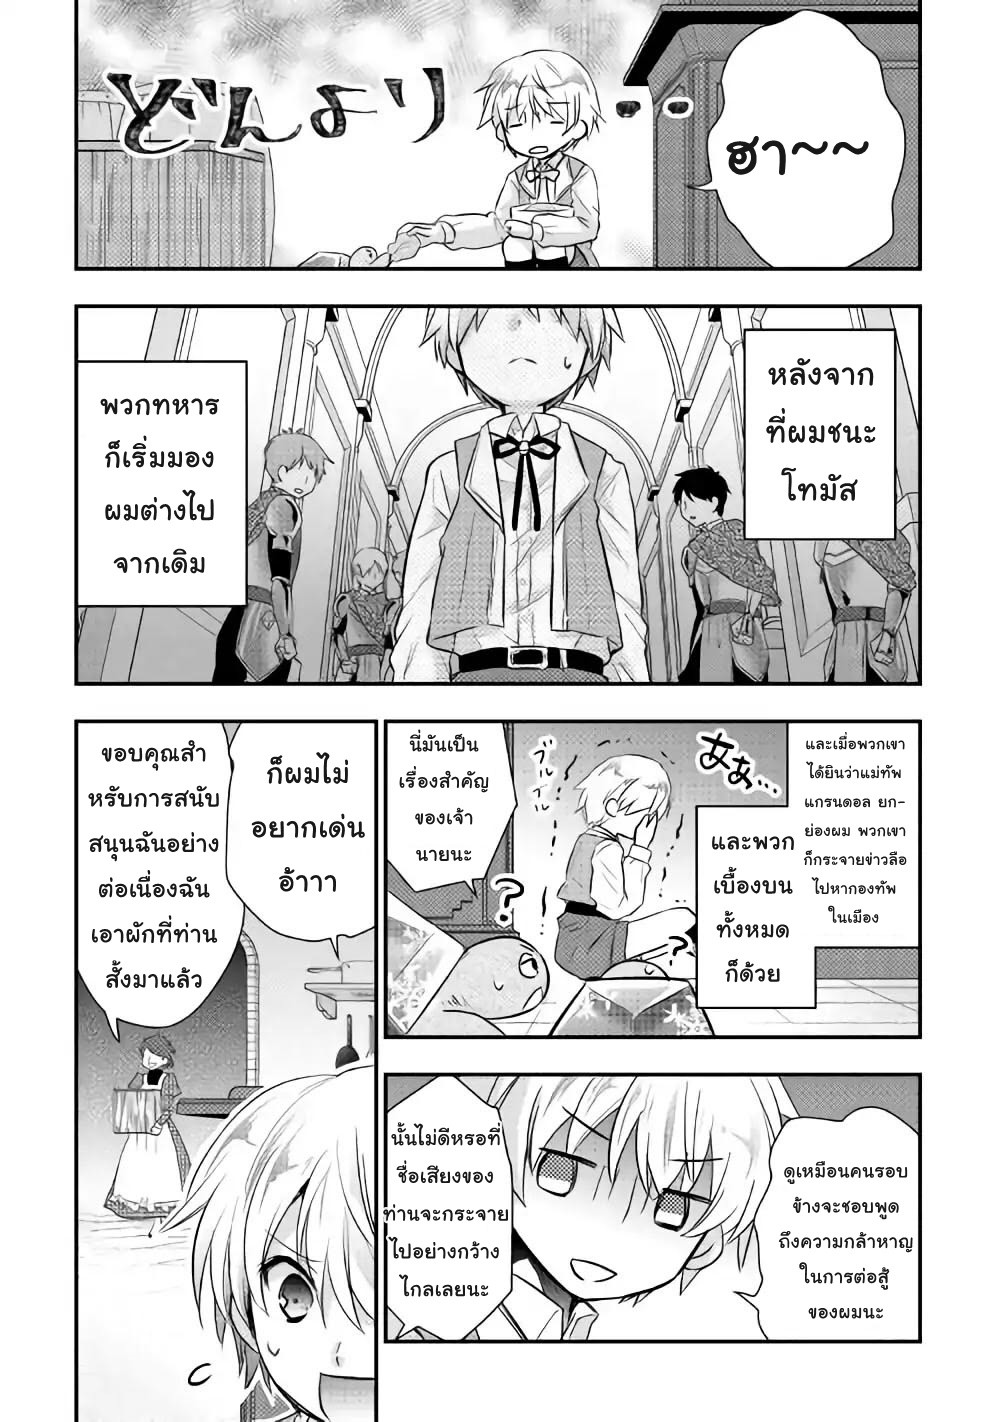 ฮา~~
どんより
หลังจาก
ที่ผมชนะ
โทมัส
พวกทหาร
ก็เริ่มมอง
ผมต่างไป
จากเดิม
และเมื่อพวกเขา
ได้ยินว่าแม่ทัพ
แกรนดอล ยก-
ย่องผม พวกเขา
ก็กระจายข่าวลือ
ไปหากองทัพ
ในเมือง
และพวก
เบื้องบน
ทั้งหมด
ก็ด้วย
ああ…
ブルブル
นี่มันเป็น
เรื่องสำคัญ
ของเจ้า
นายนะ
?
?
ดูเหมือนคนรอบ
ข้างจะชอบพูด
ถึงความกล้าหาญ
ในการต่อสู้
ของผมนะ
นั้นไม่ดีหรอที่
ชื่อเสียงของ
ท่านจะกระจาย
ไปอย่างกว้าง
ไกลเลยนะ
ก็ผมไม่
อยากเด่น
อ้าาา
ขอบคุณสำ
หรับการสนับ
สนุนฉันอย่าง
ต่อเนื่องฉัน
เอาผักที่ท่าน
สั้งมาแล้ว